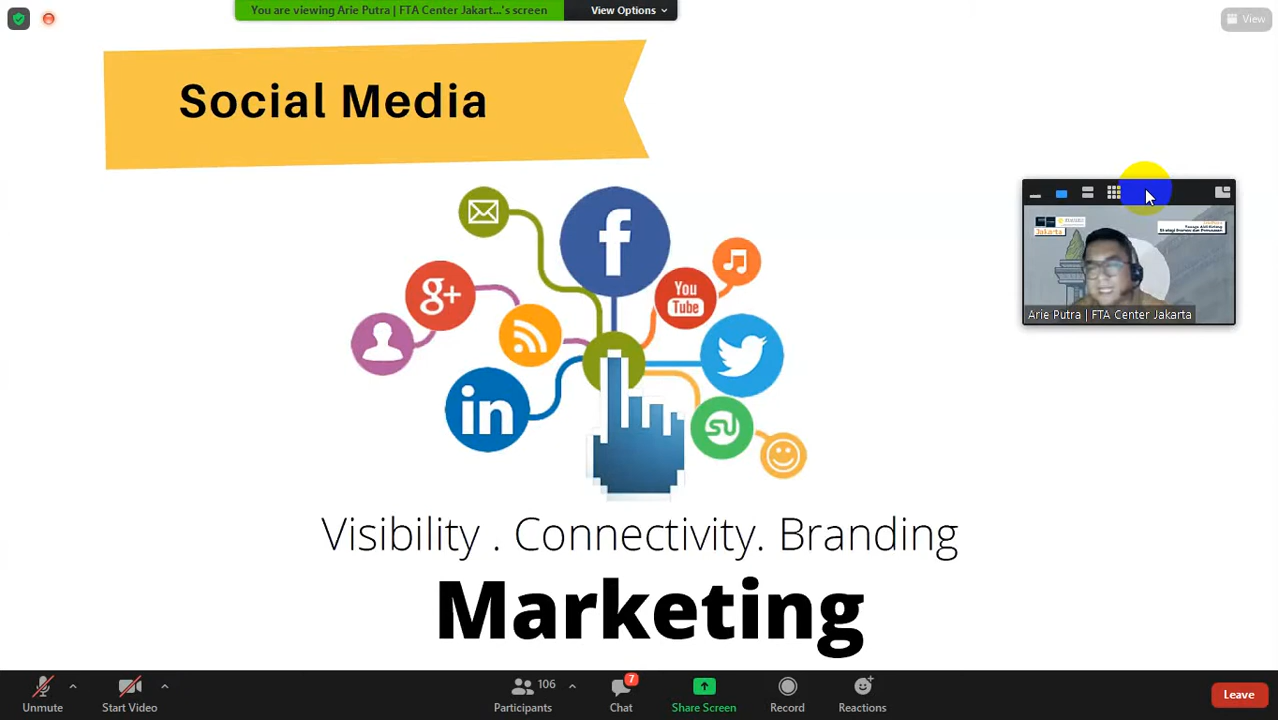 You are viewing Arie Putra | FTA Center Jakart...'s screen
View Options
View
Social Media
f
g+
You
Tube
in
Jakarta
Arie Putra | FTA Center Jakarta
Visibility . Connectivity. Branding
Marketing
Unmute
Start Video
106
Participants
7
Chat
Share Screen
Record
Reactions
Leave